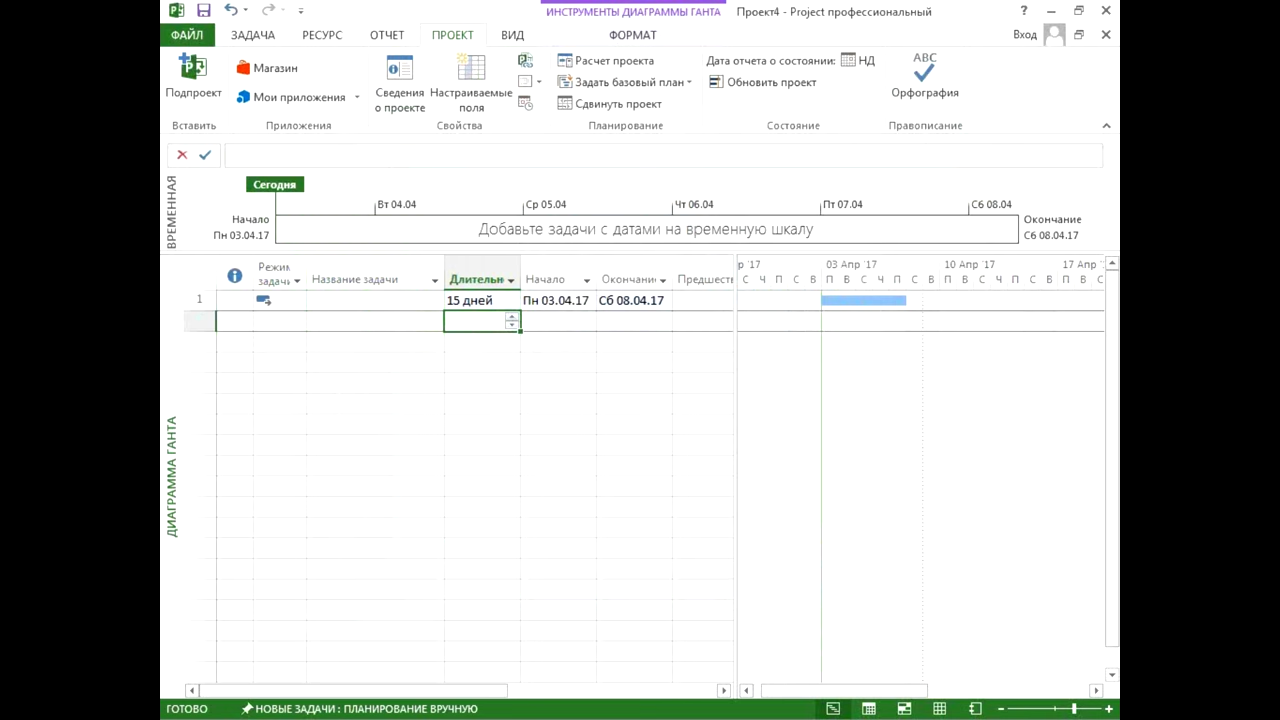 ИНСТРУМЕНТЫ ДИАГРАММЫ ГАНТА
Проект4 - Project профессиональный
?
ФАЙЛ ЗАДАЧА РЕСУРС ОТЧЕТ ПРОЕКТ ВИД ФОРМАТ Вход
Подпроект
Магазин
Мои приложения
Сведения о проекте
Настраиваемые поля
Расчет проекта
Задать базовый план
Сдвинуть проект
Дата отчета о состоянии: НД
Обновить проект
ABC
Орфография
Вставить Приложения Свойства Планирование Состояние Правописание
ВРЕМЕННАЯ
Сегодня
Вт 04.04 Ср 05.04 Чт 06.04 Пт 07.04 Сб 08.04
Начало
Пн 03.04.17
Добавьте задачи с датами на временную шкалу
Окончание
Сб 08.04.17
ДИАГРАММА ГАНТА
Режим задачи Название задачи Длительн Начало Окончани Предшест
р '17 03 Апр '17 10 Апр '17 17 Апр '
С Ч П С В П В С Ч П С В П В С Ч П С В П В С
1 15 дней Пн 03.04.17 Сб 08.04.17
ГОТОВО НОВЫЕ ЗАДАЧИ : ПЛАНИРОВАНИЕ ВРУЧНУЮ